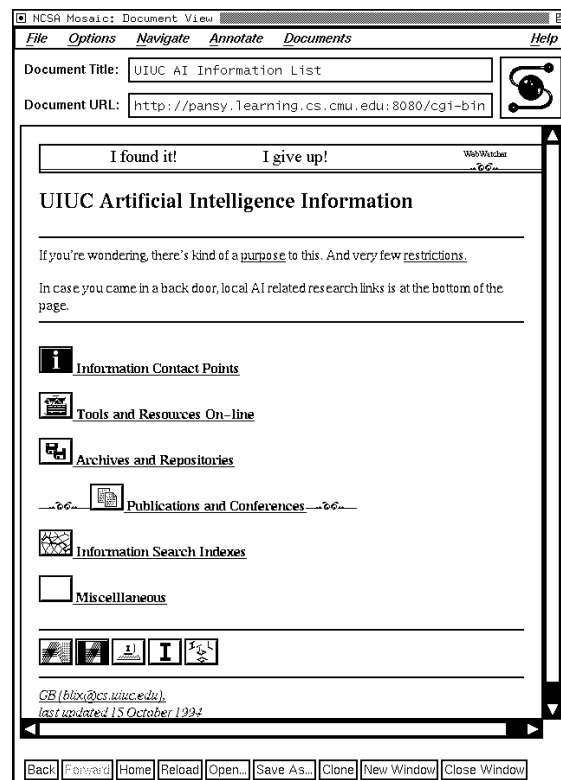 NCSA Mosaic: Document View
File Options Navigate Annotate Documents Help
Document Title: UIUC AI Information List
Document URL: http://pansy.learning.cs.cmu.edu:8080/cgi-bin
I found it! I give up! WebWatcher
UIUC Artificial Intelligence Information
If you're wondering, there's kind of a purpose to this. And very few restrictions.
In case you came in a back door, local AI related research links is at the bottom of the
page.
Information Contact Points
Tools and Resources On-line
Archives and Repositories
Publications and Conferences
Information Search Indexes
Miscelllaneous
GB (blix@cs.uiuc.edu),
last updated 15 October 1994
Back Forward Home Reload Open... Save As... Clone New Window Close Window